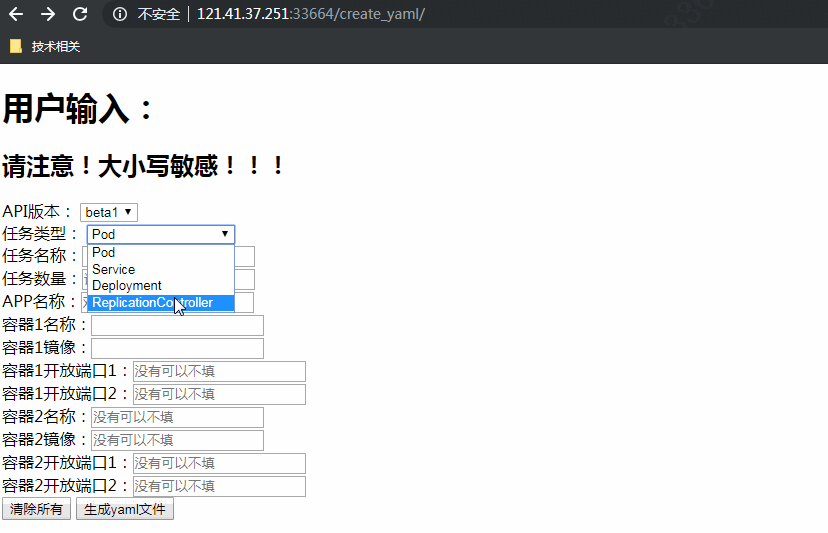 不安全 | 121.41.37.251:33664/create_yaml/
技术相关
用户输入：
请注意！大小写敏感！！！
API版本： beta1
任务类型： Pod
Pod
Service
Deployment
ReplicationController
任务名称：
任务数量：
APP名称：
容器1名称：
容器1镜像：
容器1开放端口1：没有可以不填
容器1开放端口2：没有可以不填
容器2名称：没有可以不填
容器2镜像：没有可以不填
容器2开放端口1：没有可以不填
容器2开放端口2：没有可以不填
清除所有 生成yaml文件